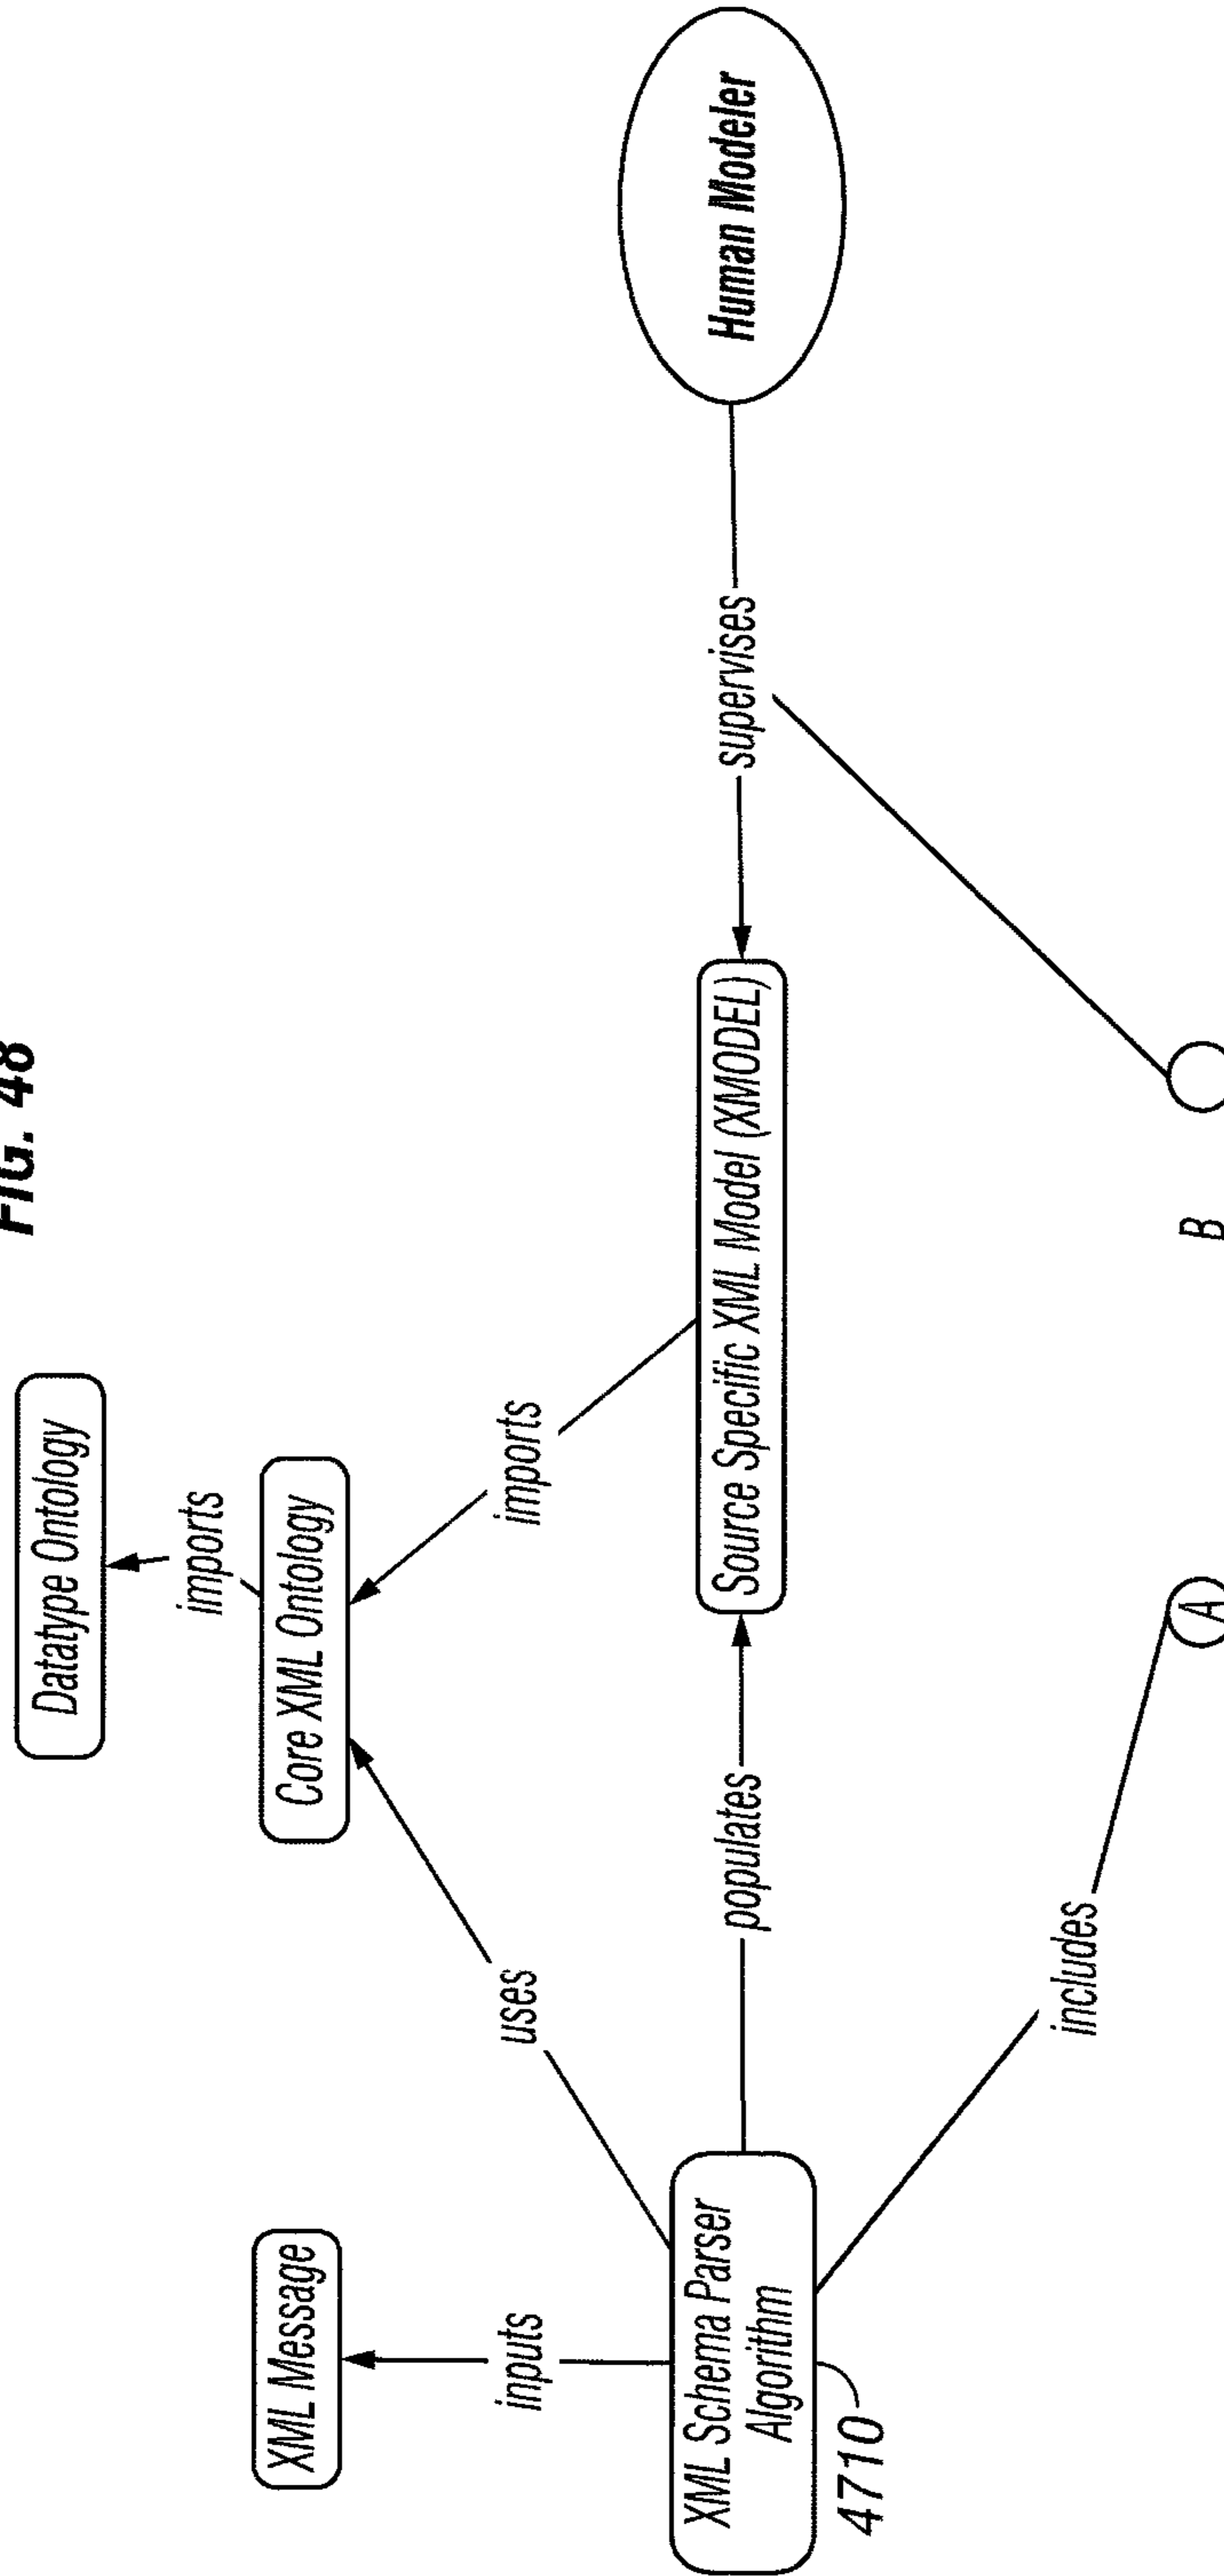 FIG. 48
Datatype Ontology
imports
XML Message
Core XML Ontology
inputs
uses
imports
XML Schema Parser
Algorithm
populates
Source Specific XML Model (XMODEL)
supervises
Human Modeler
4710
includes
A
B